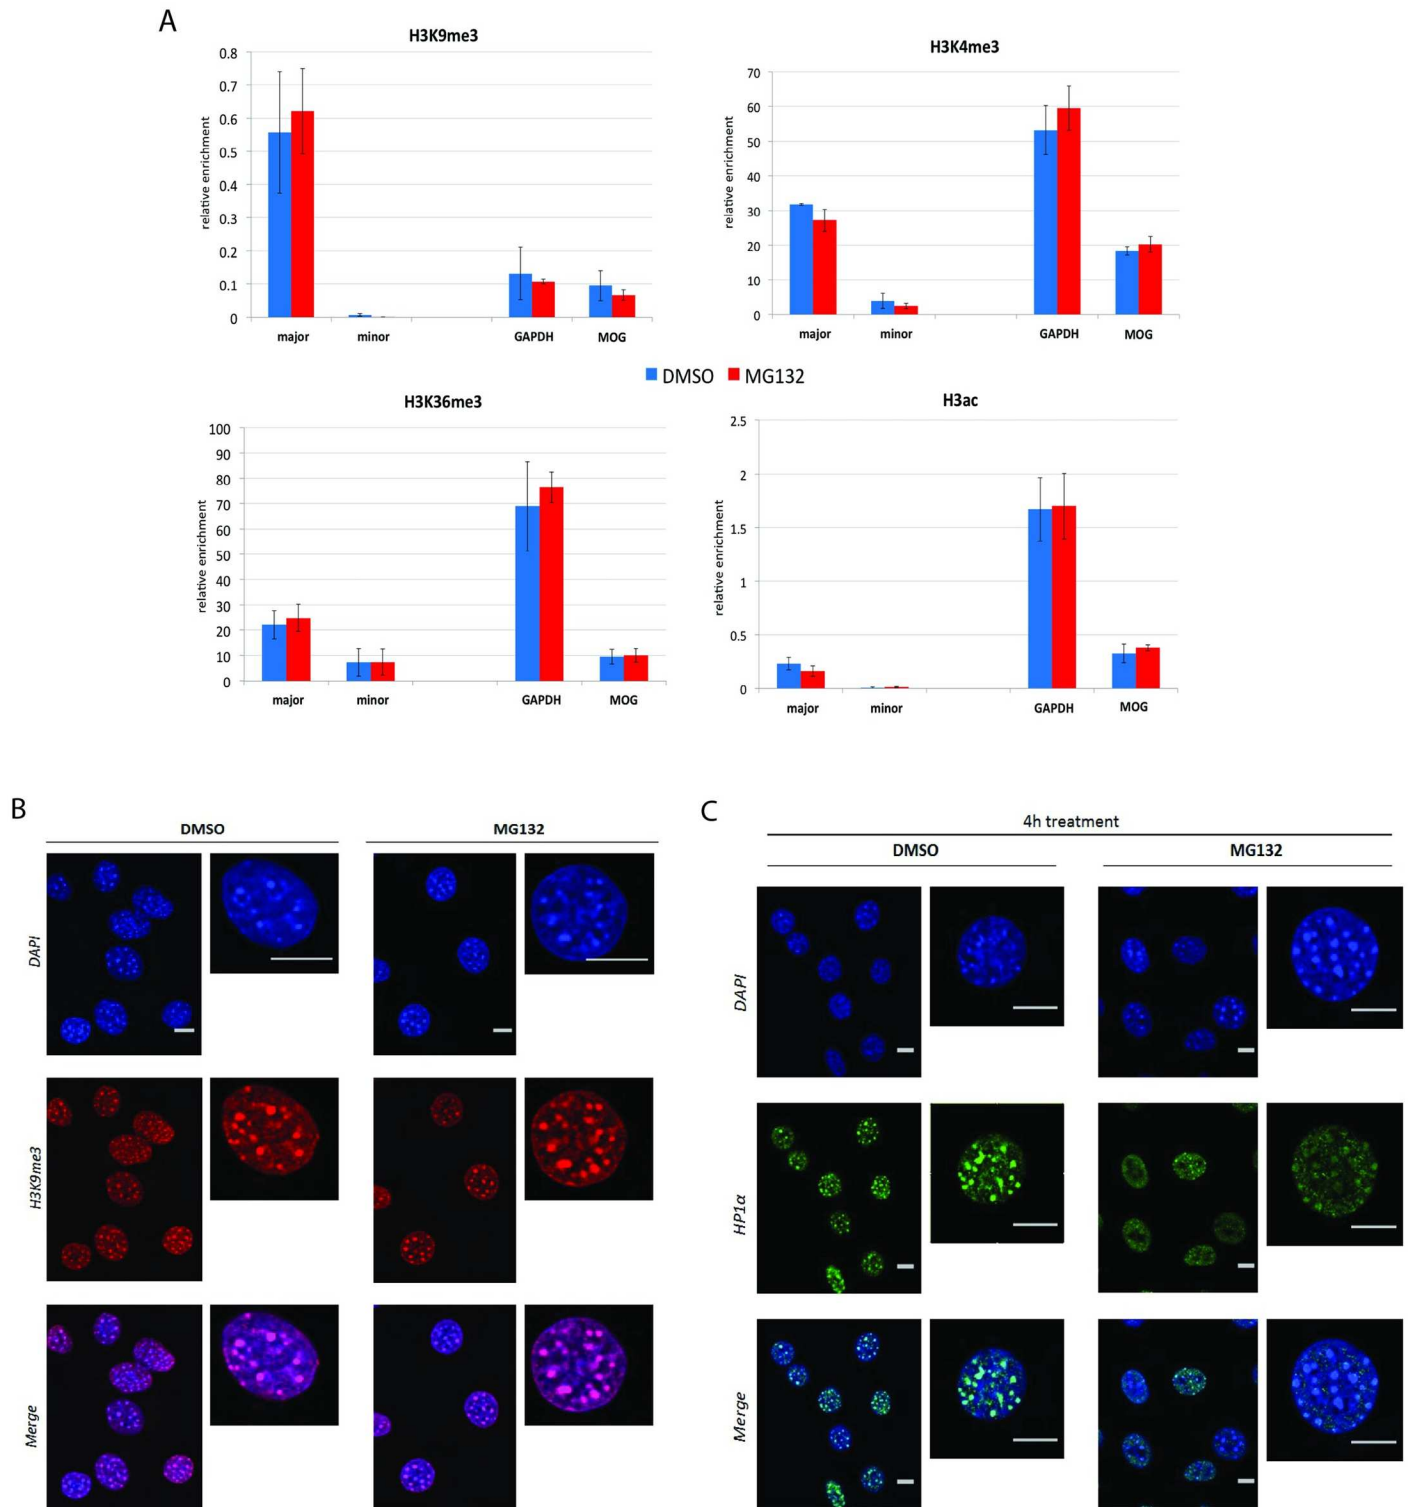 A
H3K9me3
relative enrichment
0.8
0.7
0.6
0.5
0.4
0.3
0.2
0.1
0
major minor GAPDH MOG
H3K4me3
relative enrichment
70
60
50
40
30
20
10
0
major minor GAPDH MOG
DMSO MG132
H3K36me3
relative enrichment
100
90
80
70
60
50
40
30
20
10
0
major minor GAPDH MOG
H3ac
relative enrichment
2.5
2
1.5
1
0.5
0
major minor GAPDH MOG
B
DMSO MG132
DAPI
H3K9me3
Merge
C
4h treatment
DMSO MG132
DAPI
HP1α
Merge